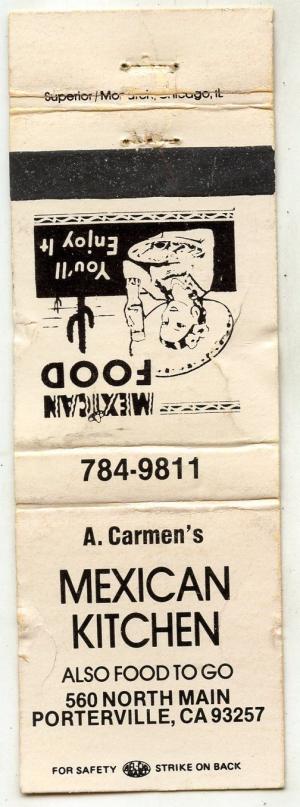 Superior/Monarch, Chicago, IL
MEXICAN
FOOD
You'll
Enjoy It
784-9811
A. Carmen's
MEXICAN
KITCHEN
ALSO FOOD TO GO
560 NORTH MAIN
PORTERVILLE, CA 93257
FOR SAFETY STRIKE ON BACK